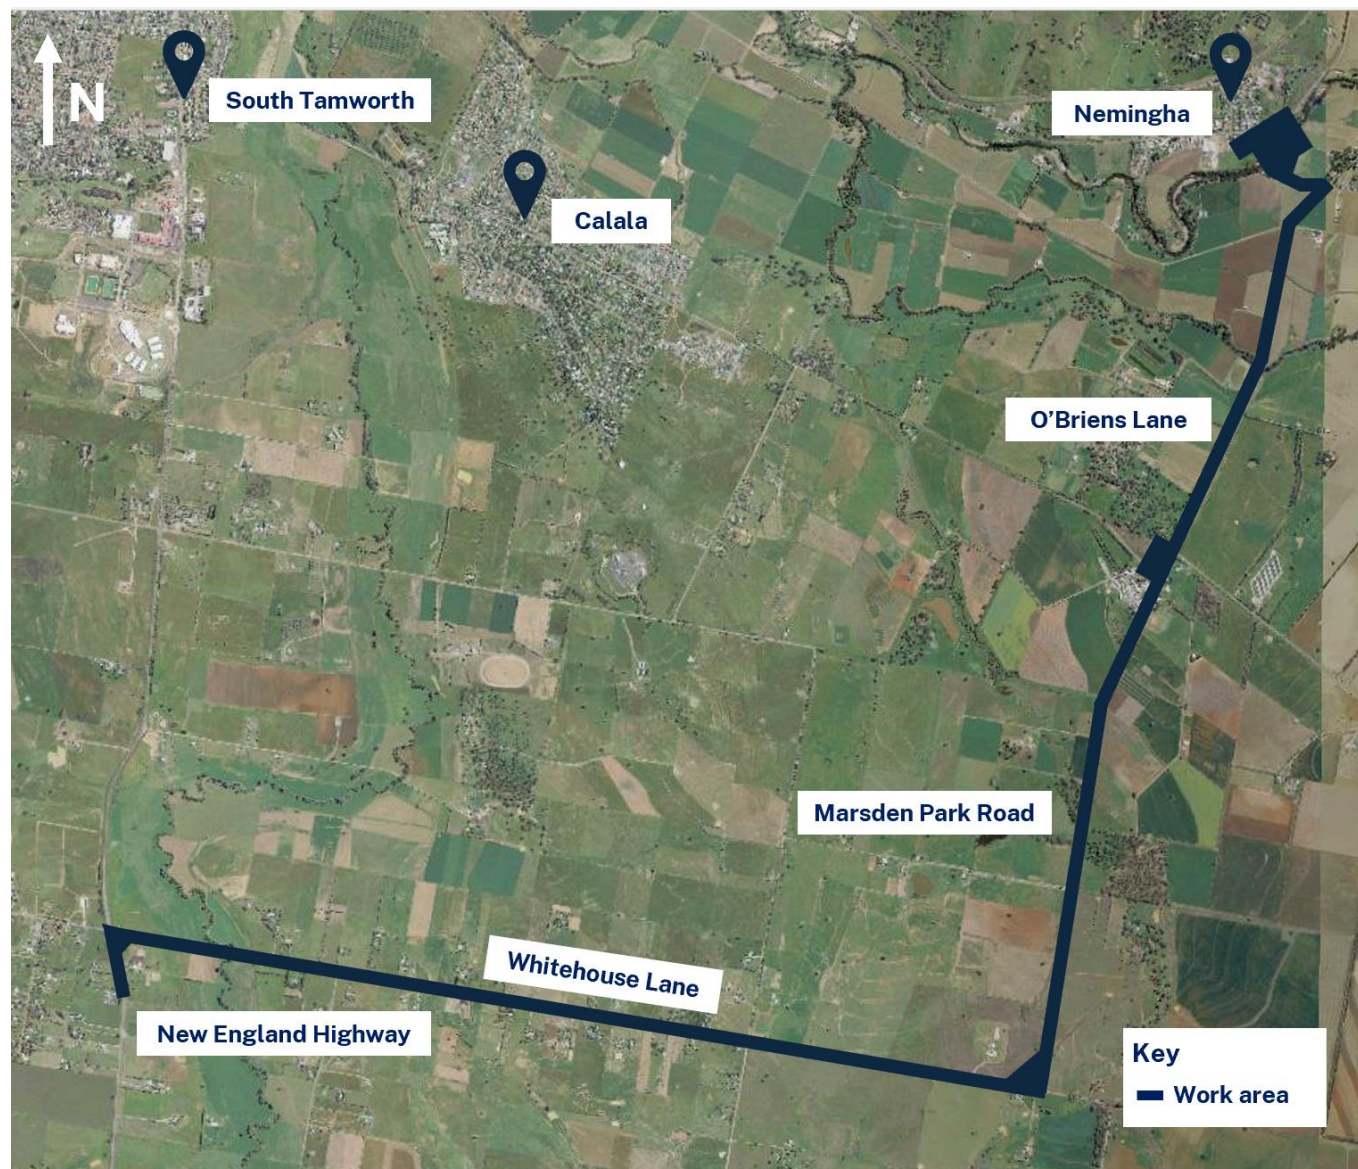 N
South Tamworth
Nemingha
Calala
O’Briens Lane
Marsden Park Road
Whitehouse Lane
New England Highway
Key
Work area